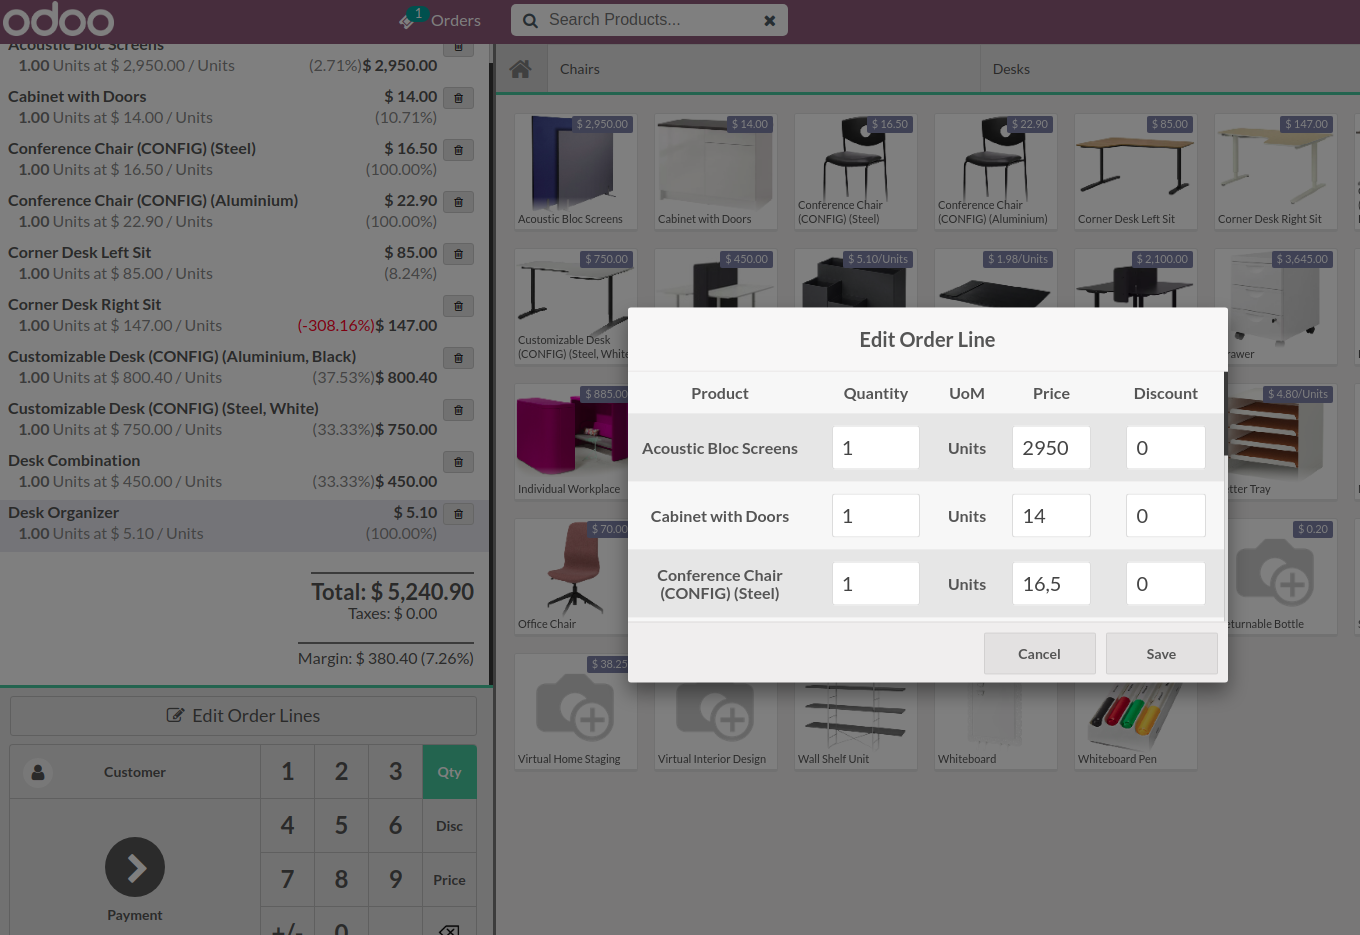 odoo
1
Orders
Search Products...
Acoustic Bloc Screens
1.00 Units at $ 2,950.00 / Units (2.71%) $ 2,950.00
Cabinet with Doors $ 14.00
1.00 Units at $ 14.00 / Units (10.71%)
Conference Chair (CONFIG) (Steel) $ 16.50
1.00 Units at $ 16.50 / Units (100.00%)
Conference Chair (CONFIG) (Aluminium) $ 22.90
1.00 Units at $ 22.90 / Units (100.00%)
Corner Desk Left Sit $ 85.00
1.00 Units at $ 85.00 / Units (8.24%)
Corner Desk Right Sit
1.00 Units at $ 147.00 / Units (-308.16%) $ 147.00
Customizable Desk (CONFIG) (Aluminium, Black)
1.00 Units at $ 800.40 / Units (37.53%) $ 800.40
Customizable Desk (CONFIG) (Steel, White)
1.00 Units at $ 750.00 / Units (33.33%) $ 750.00
Desk Combination
1.00 Units at $ 450.00 / Units (33.33%) $ 450.00
Desk Organizer $ 5.10
1.00 Units at $ 5.10 / Units (100.00%)
Total: $ 5,240.90
Taxes: $ 0.00
Margin: $ 380.40 (7.26%)
Edit Order Lines
Customer
1 2 3 Qty
4 5 6 Disc
7 8 9 Price
+/- 0
Payment
Chairs
Desks
$ 2,950.00
Acoustic Bloc Screens
$ 14.00
Cabinet with Doors
$ 16.50
Conference Chair
(CONFIG) (Steel)
$ 22.90
Conference Chair
(CONFIG) (Aluminium)
$ 85.00
Corner Desk Left Sit
$ 147.00
Corner Desk Right Sit
$ 750.00
Customizable Desk
(CONFIG) (Steel, White
$ 450.00
$ 5.10/Units
$ 1.98/Units
$ 2,100.00
$ 3,645.00
rawer
$ 885.00
Individual Workplace
$ 4.80/Units
tter Tray
$ 70.00
Office Chair
$ 0.20
eturnable Bottle
$ 38.25
Virtual Home Staging
Virtual Interior Design
Wall Shelf Unit
Whiteboard
Whiteboard Pen
Edit Order Line
Product Quantity UoM Price Discount
Acoustic Bloc Screens 1 Units 2950 0
Cabinet with Doors 1 Units 14 0
Conference Chair
(CONFIG) (Steel) 1 Units 16,5 0
Cancel
Save